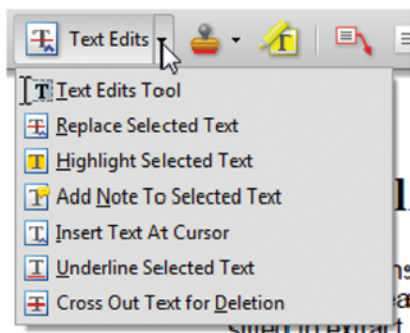 Text Edits
Text Edits Tool
Replace Selected Text
Highlight Selected Text
Add Note To Selected Text
Insert Text At Cursor
Underline Selected Text
Cross Out Text for Deletion